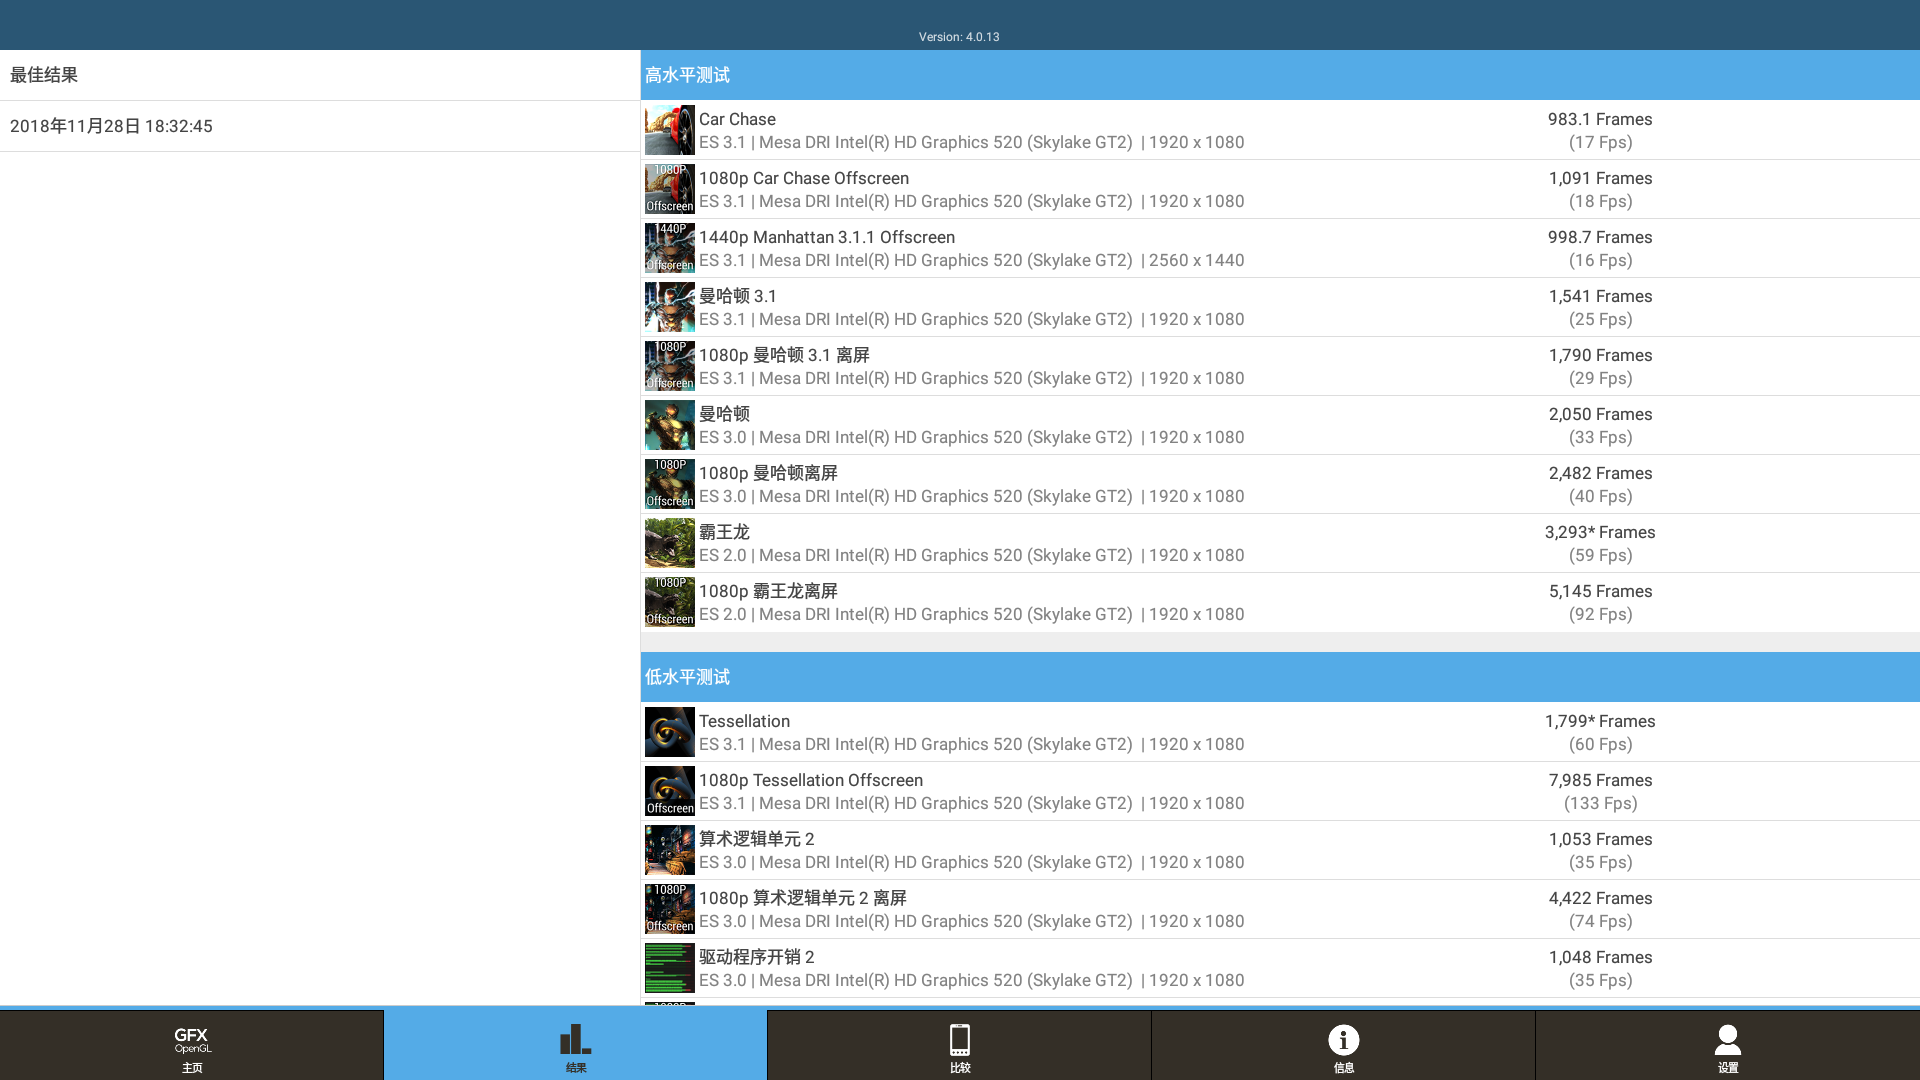 Version: 4.0.13
最佳结果
2018年11月28日 18:32:45
高水平测试
Car Chase
983.1 Frames
ES 3.1 | Mesa DRI Intel(R) HD Graphics 520 (Skylake GT2) | 1920 x 1080
(17 Fps)
1080P
Offscreen
1080p Car Chase Offscreen
1,091 Frames
ES 3.1 | Mesa DRI Intel(R) HD Graphics 520 (Skylake GT2) | 1920 x 1080
(18 Fps)
1440P
Offscreen
1440p Manhattan 3.1.1 Offscreen
998.7 Frames
ES 3.1 | Mesa DRI Intel(R) HD Graphics 520 (Skylake GT2) | 2560 x 1440
(16 Fps)
曼哈顿 3.1
1,541 Frames
ES 3.1 | Mesa DRI Intel(R) HD Graphics 520 (Skylake GT2) | 1920 x 1080
(25 Fps)
1080P
Offscreen
1080p 曼哈顿 3.1 离屏
1,790 Frames
ES 3.1 | Mesa DRI Intel(R) HD Graphics 520 (Skylake GT2) | 1920 x 1080
(29 Fps)
曼哈顿
2,050 Frames
ES 3.0 | Mesa DRI Intel(R) HD Graphics 520 (Skylake GT2) | 1920 x 1080
(33 Fps)
1080P
Offscreen
1080p 曼哈顿离屏
2,482 Frames
ES 3.0 | Mesa DRI Intel(R) HD Graphics 520 (Skylake GT2) | 1920 x 1080
(40 Fps)
霸王龙
3,293* Frames
ES 2.0 | Mesa DRI Intel(R) HD Graphics 520 (Skylake GT2) | 1920 x 1080
(59 Fps)
1080P
Offscreen
1080p 霸王龙离屏
5,145 Frames
ES 2.0 | Mesa DRI Intel(R) HD Graphics 520 (Skylake GT2) | 1920 x 1080
(92 Fps)
低水平测试
Tessellation
1,799* Frames
ES 3.1 | Mesa DRI Intel(R) HD Graphics 520 (Skylake GT2) | 1920 x 1080
(60 Fps)
Offscreen
1080p Tessellation Offscreen
7,985 Frames
ES 3.1 | Mesa DRI Intel(R) HD Graphics 520 (Skylake GT2) | 1920 x 1080
(133 Fps)
算术逻辑单元 2
1,053 Frames
ES 3.0 | Mesa DRI Intel(R) HD Graphics 520 (Skylake GT2) | 1920 x 1080
(35 Fps)
1080P
Offscreen
1080p 算术逻辑单元 2 离屏
4,422 Frames
ES 3.0 | Mesa DRI Intel(R) HD Graphics 520 (Skylake GT2) | 1920 x 1080
(74 Fps)
驱动程序开销 2
1,048 Frames
ES 3.0 | Mesa DRI Intel(R) HD Graphics 520 (Skylake GT2) | 1920 x 1080
(35 Fps)
GFX
OpenGL
主页
结果
比较
信息
设置